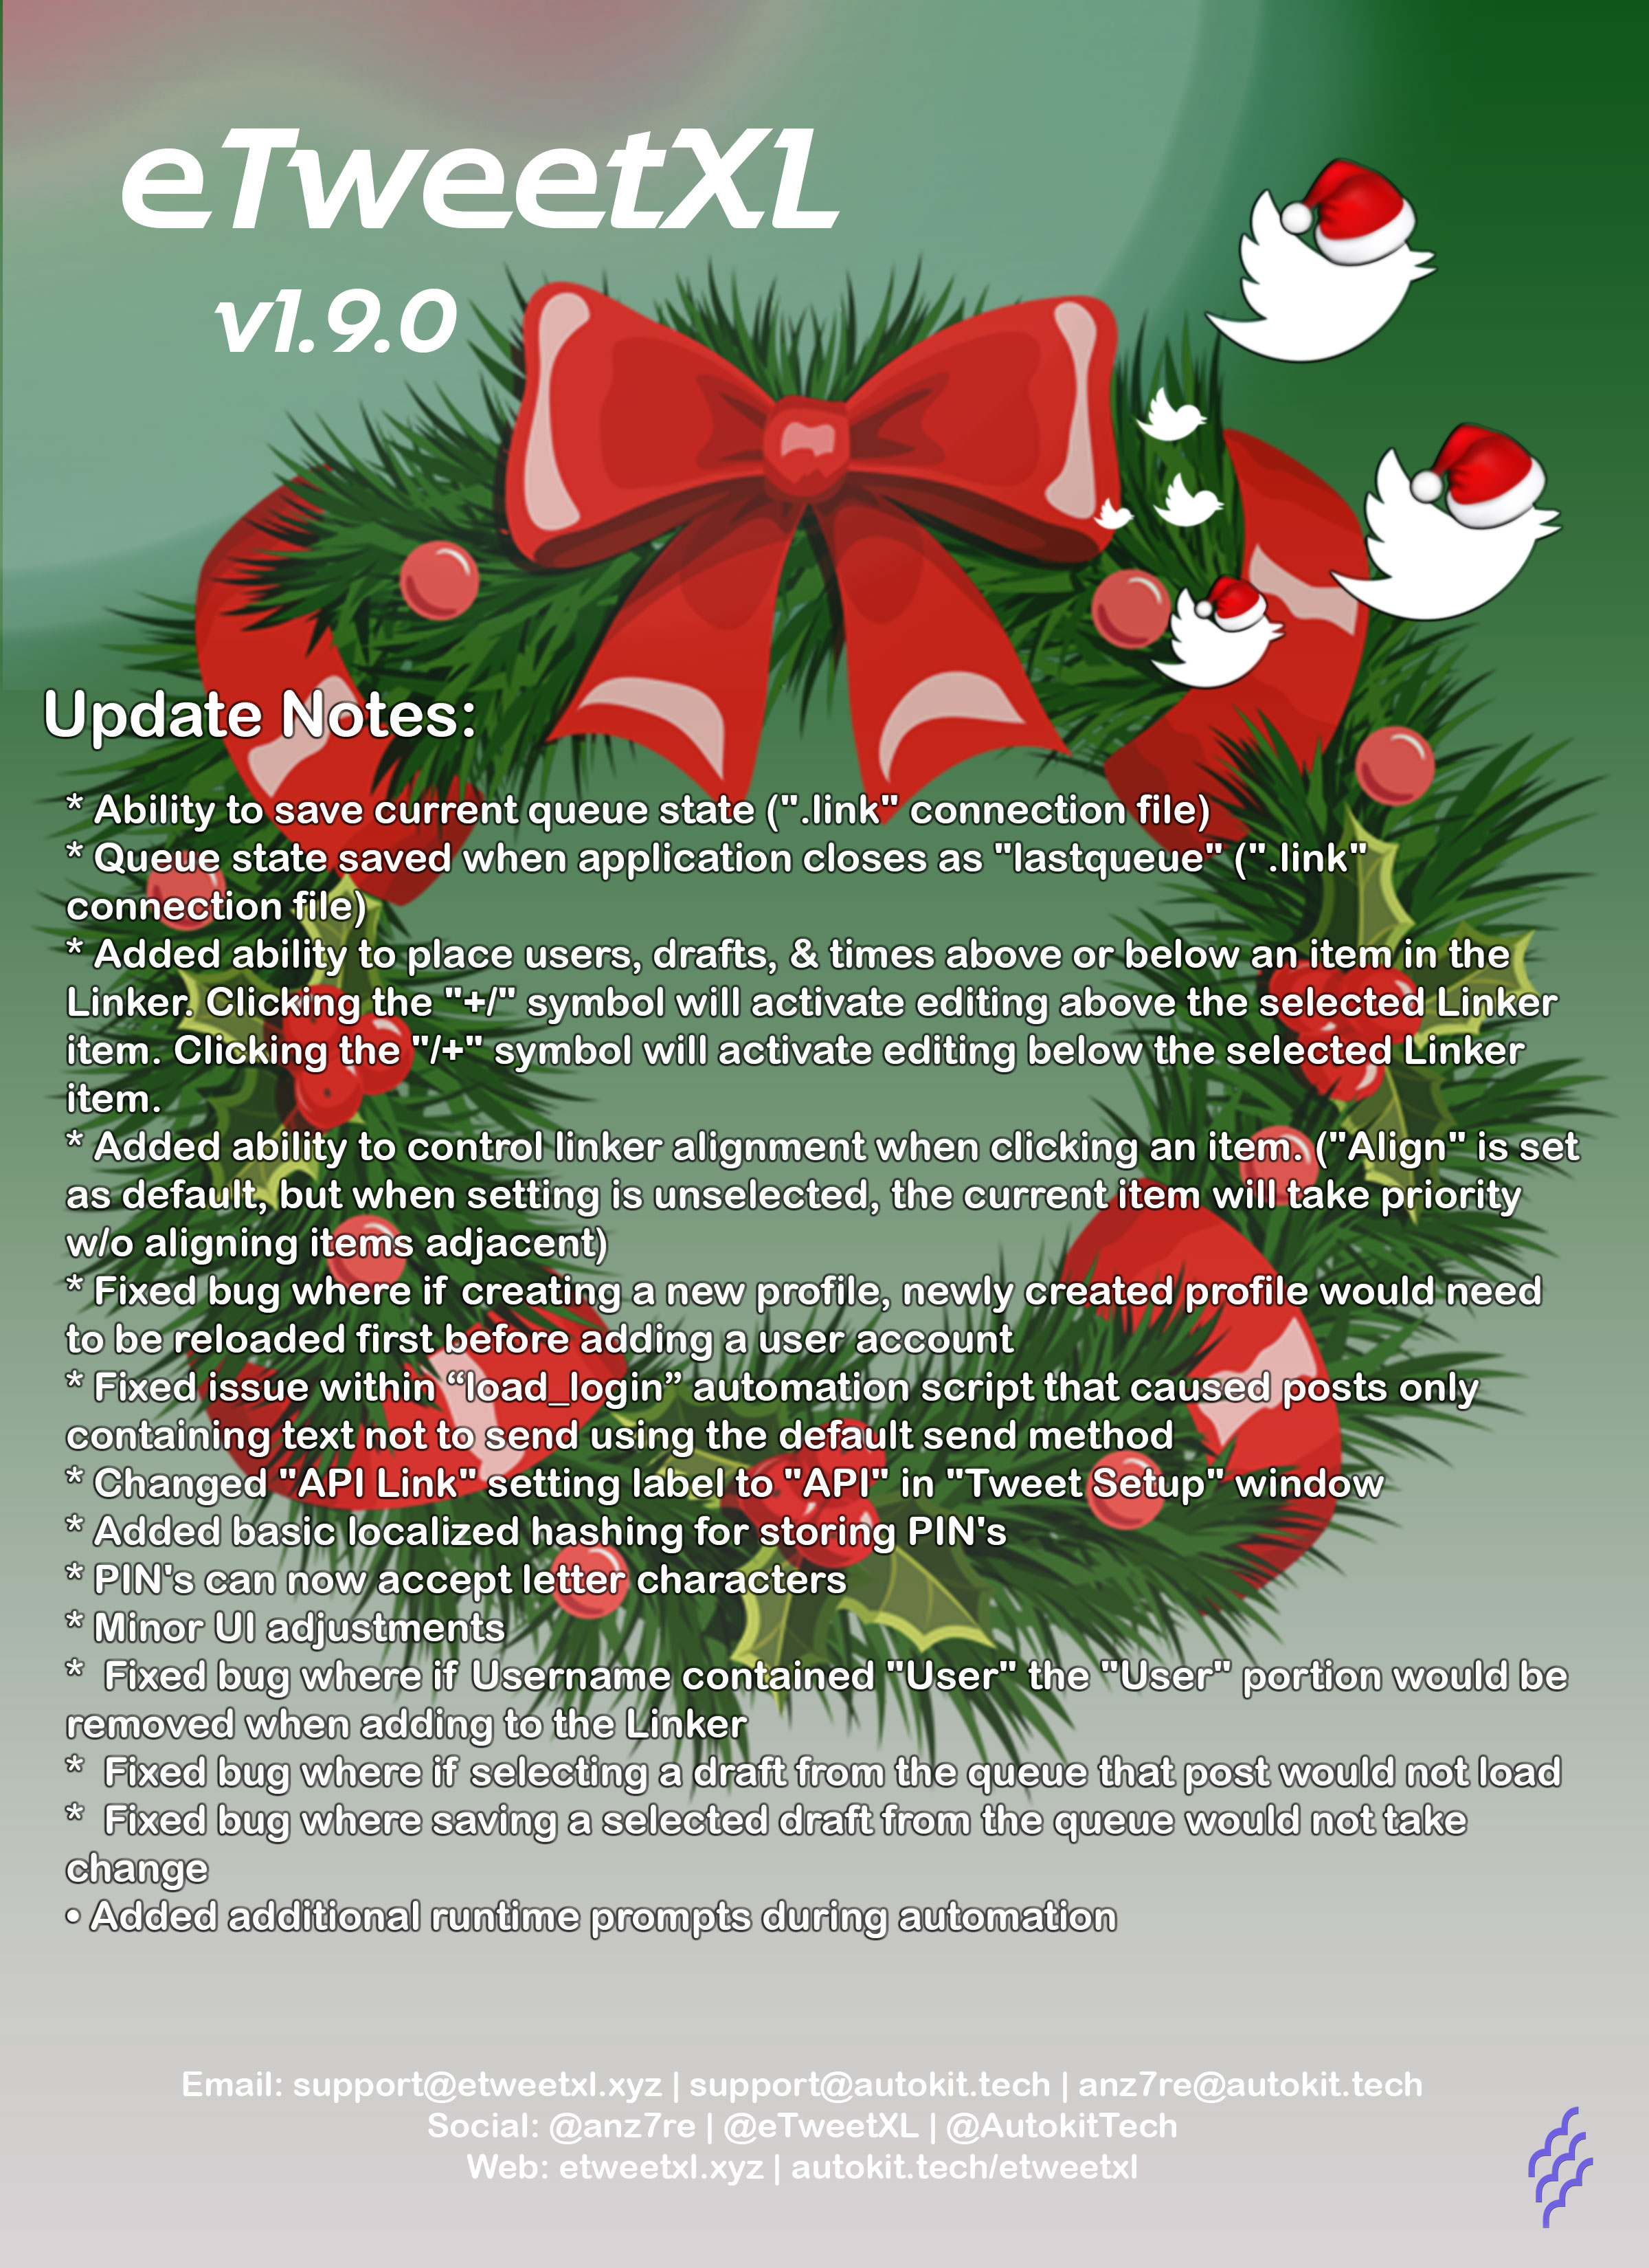 eTweetXL
v1.9.0
Update Notes:
* Ability to save current queue state (".link" connection file)
* Queue state saved when application closes as "lastqueue" (".link"
connection file)
* Added ability to place users, drafts, & times above or below an item in the
Linker. Clicking the "+/" symbol will activate editing above the selected Linker
item. Clicking the "/+" symbol will activate editing below the selected Linker
item.
* Added ability to control linker alignment when clicking an item. ("Align" is set
as default, but when setting is unselected, the current item will take priority
w/o aligning items adjacent)
* Fixed bug where if creating a new profile, newly created profile would need
to be reloaded first before adding a user account
* Fixed issue within “load_login” automation script that caused posts only
containing text not to send using the default send method
* Changed "API Link" setting label to "API" in "Tweet Setup" window
* Added basic localized hashing for storing PIN's
* PIN's can now accept letter characters
* Minor UI adjustments
*  Fixed bug where if Username contained "User" the "User" portion would be
removed when adding to the Linker
*  Fixed bug where if selecting a draft from the queue that post would not load
*  Fixed bug where saving a selected draft from the queue would not take
change
• Added additional runtime prompts during automation
Email: support@etweetxl.xyz | support@autokit.tech | anz7re@autokit.tech
Social: @anz7re | @eTweetXL | @AutokitTech
Web: etweetxl.xyz | autokit.tech/etweetxl